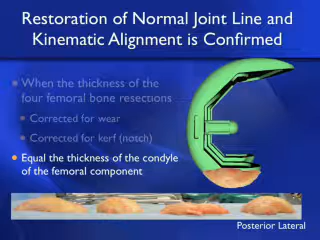 Restoration of Normal Joint Line and
Kinematic Alignment is Confirmed
When the thickness of the
four femoral bone resections
Corrected for wear
Corrected for kerf (notch)
Equal the thickness of the condyle
of the femoral component
Posterior Lateral